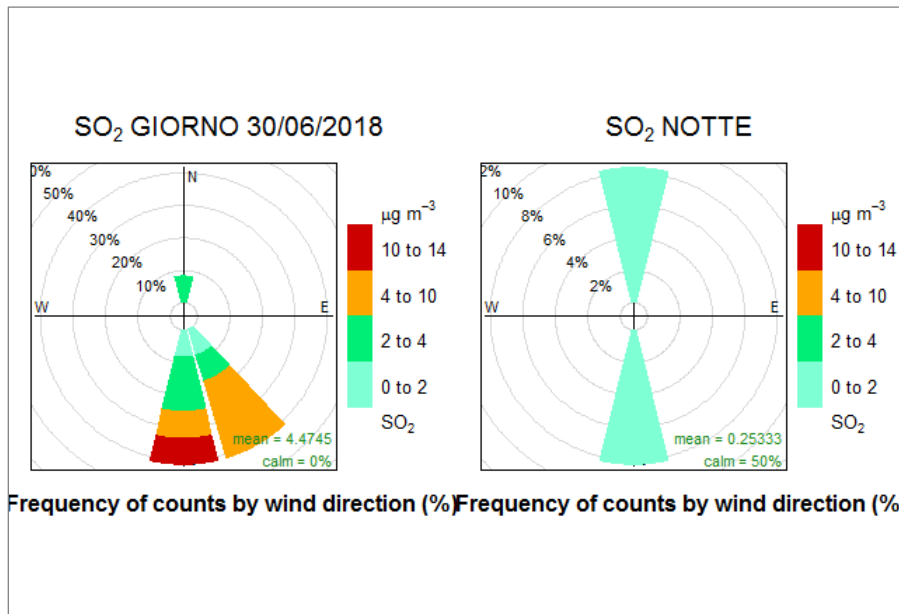 SO₂ GIORNO 30/06/2018
0%
50%
40%
30%
20%
10%
N
W
E
mean = 4.4745
calm = 0%
µg m⁻³
10 to 14
4 to 10
2 to 4
0 to 2
SO₂
Frequency of counts by wind direction (%)
SO₂ NOTTE
2%
10%
8%
6%
4%
2%
W
E
mean = 0.25333
calm = 50%
µg m⁻³
10 to 14
4 to 10
2 to 4
0 to 2
SO₂
Frequency of counts by wind direction (%